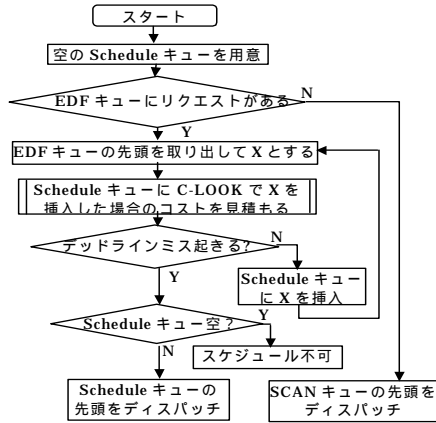 スタート
空の Schedule キューを用意
EDF キューにリクエストがある
N
Y
EDF キューの先頭を取り出して X とする
Schedule キューに C-LOOK で X を
挿入した場合のコストを見積もる
デッドラインミス起きる?
N
Y
Schedule キュー
に X を挿入
Schedule キュー空？
Y
N
スケジュール不可
Schedule キューの
先頭をディスパッチ
SCAN キューの先頭を
ディスパッチ